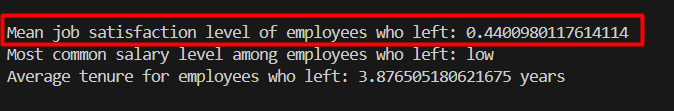 Mean job satisfaction level of employees who left: 0.4400980117614114
Most common salary level among employees who left: low
Average tenure for employees who left: 3.876505180621675 years